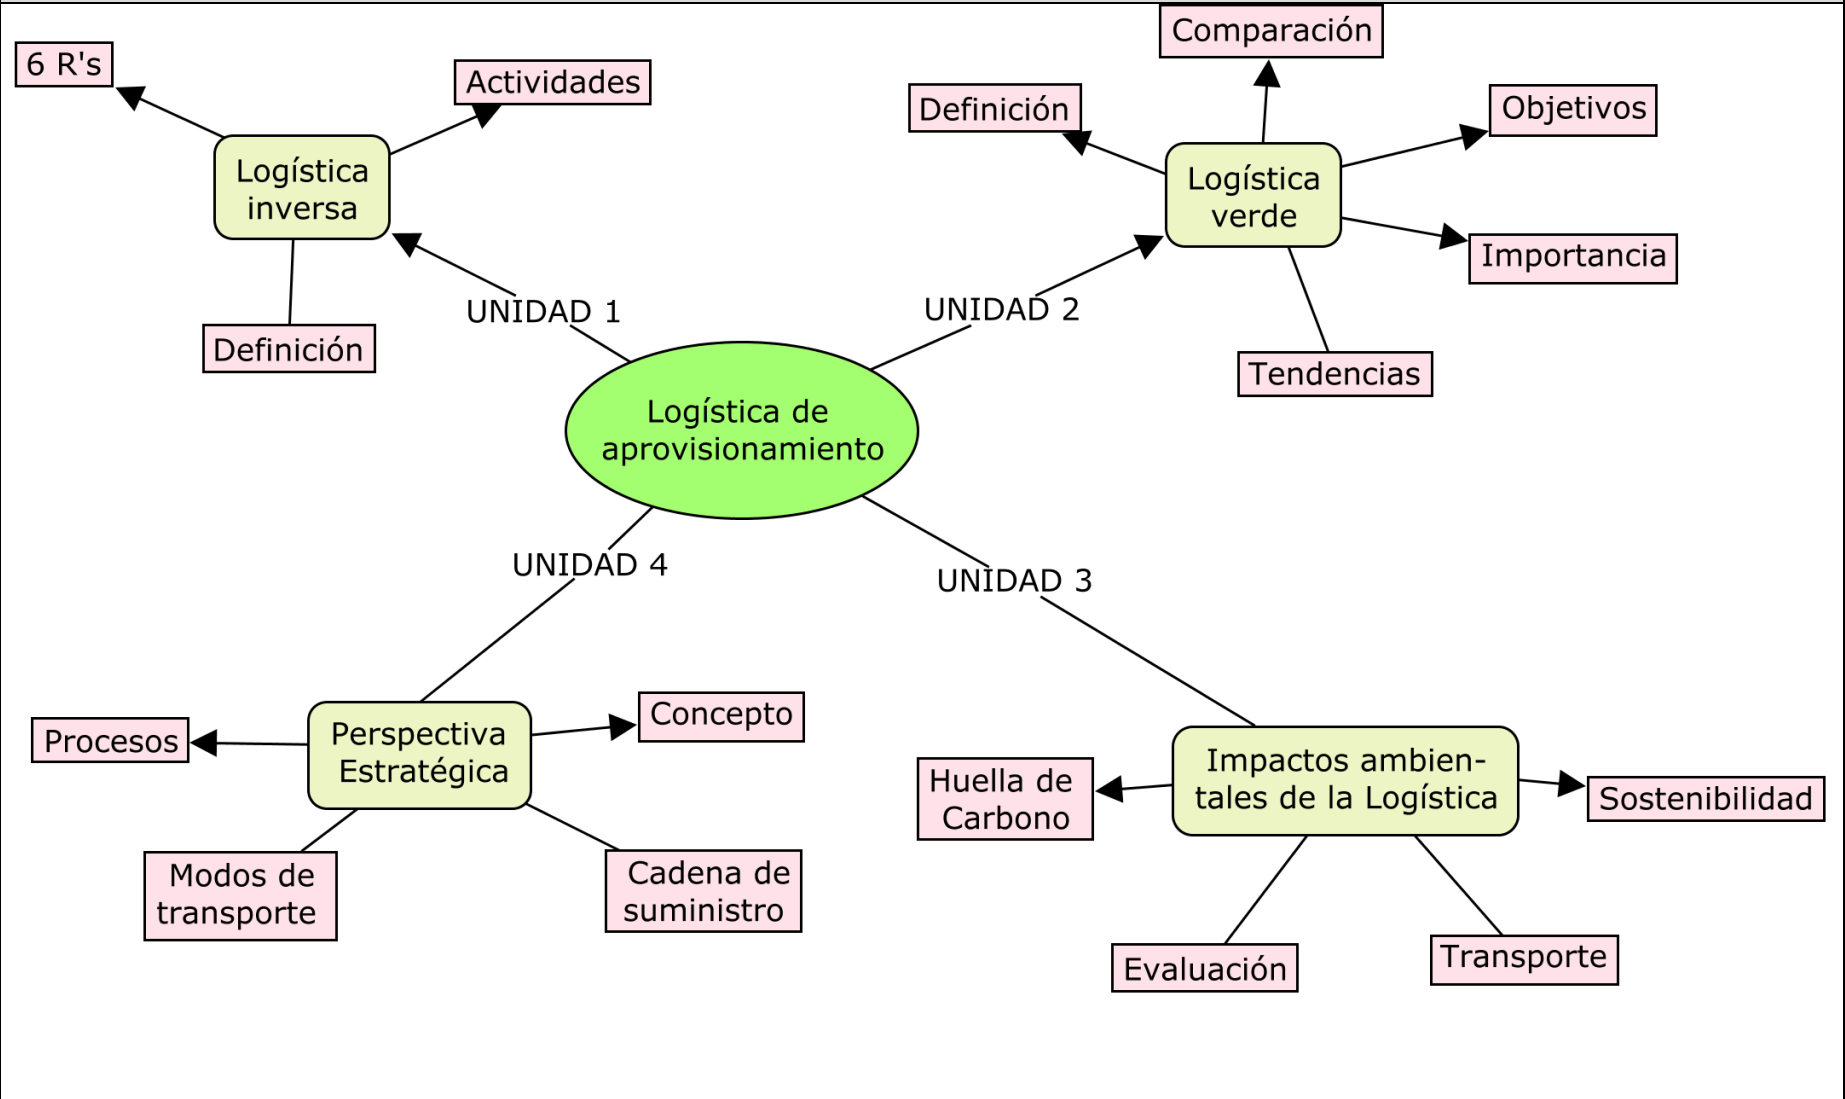 6 R's
Actividades
Logística
inversa
Definición
UNIDAD 1
Comparación
Definición
Objetivos
Logística
verde
Importancia
Tendencias
UNIDAD 2
Logística de
aprovisionamiento
UNIDAD 4
UNIDAD 3
Procesos
Perspectiva
Estratégica
Concepto
Modos de
transporte
Cadena de
suministro
Huella de
Carbono
Impactos ambien-
tales de la Logística
Sostenibilidad
Evaluación
Transporte